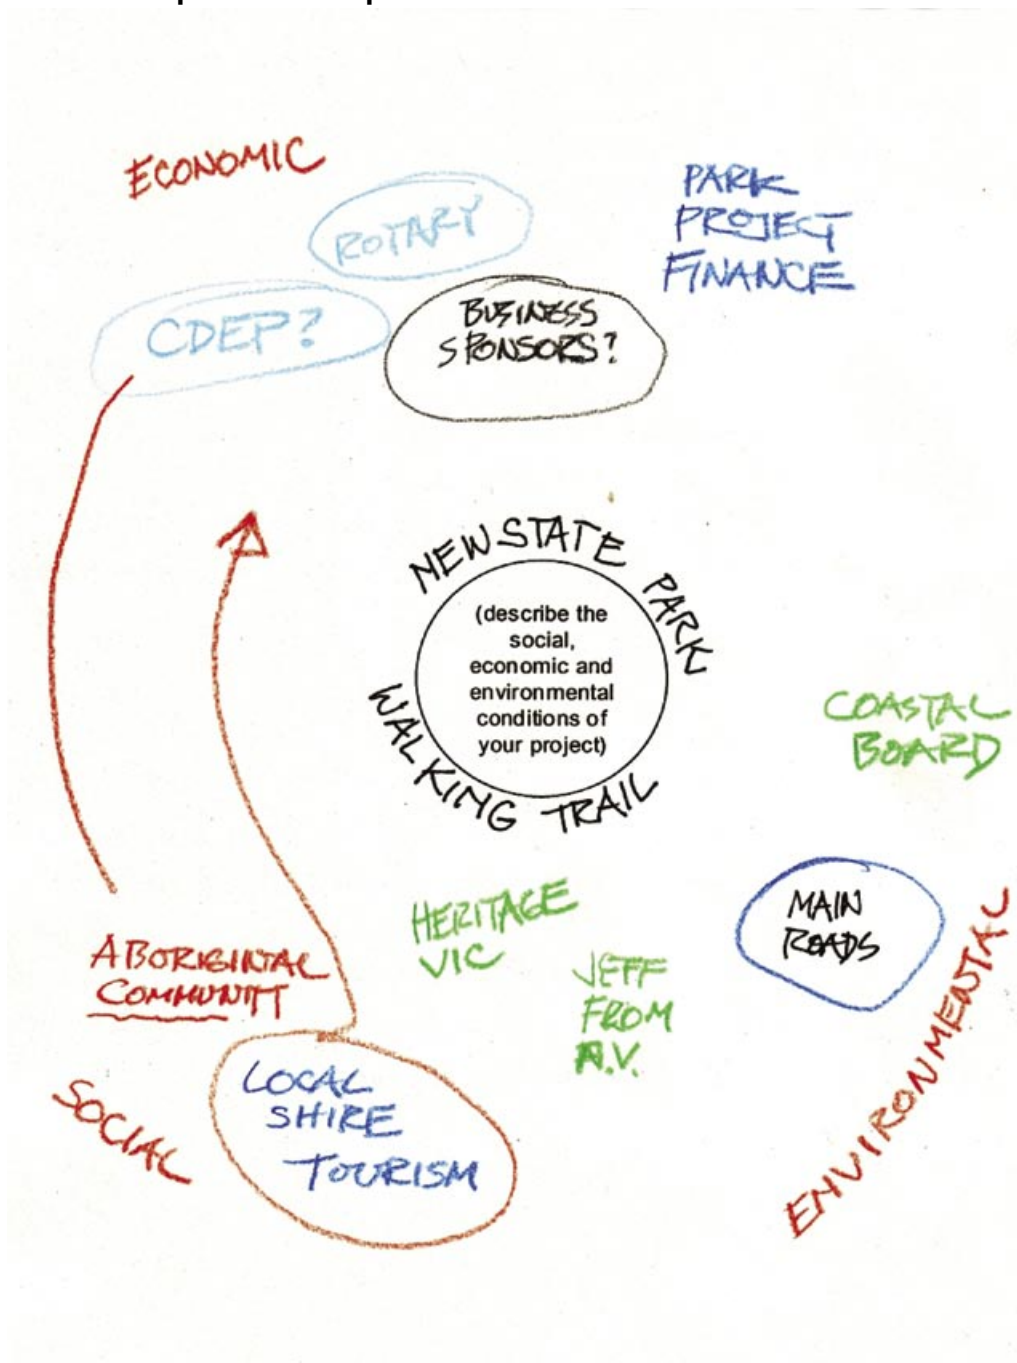 ECONOMIC
ROTARY
PARK
PROJECT
FINANCE
CDEP?
BUSINESS
SPONSORS?
NEW STATE PARK
(describe the
social,
economic and
environmental
conditions of
your project)
WALKING TRAIL
COASTAL
BOARD
HERITAGE
VIC
JEFF
FROM
A.V.
MAIN
ROADS
ENVIRONMENTAL
ABORIGINTAL
COMMUNITY
SOCIAL
LOCAL
SHIRE
TOURISM